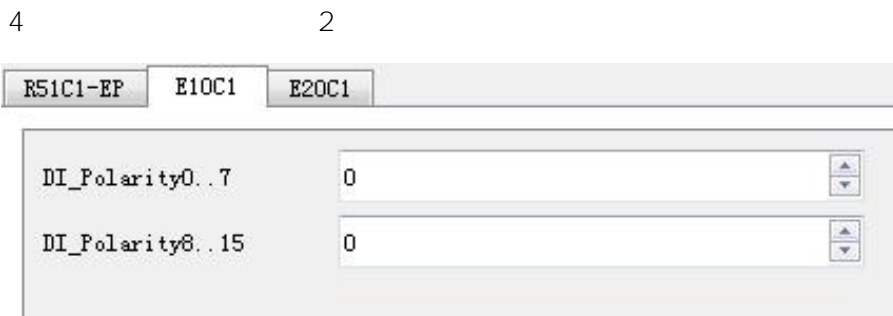 4 2
R51C1-EP E10C1 E20C1
DI_Polarity0..7 0
DI_Polarity8..15 0